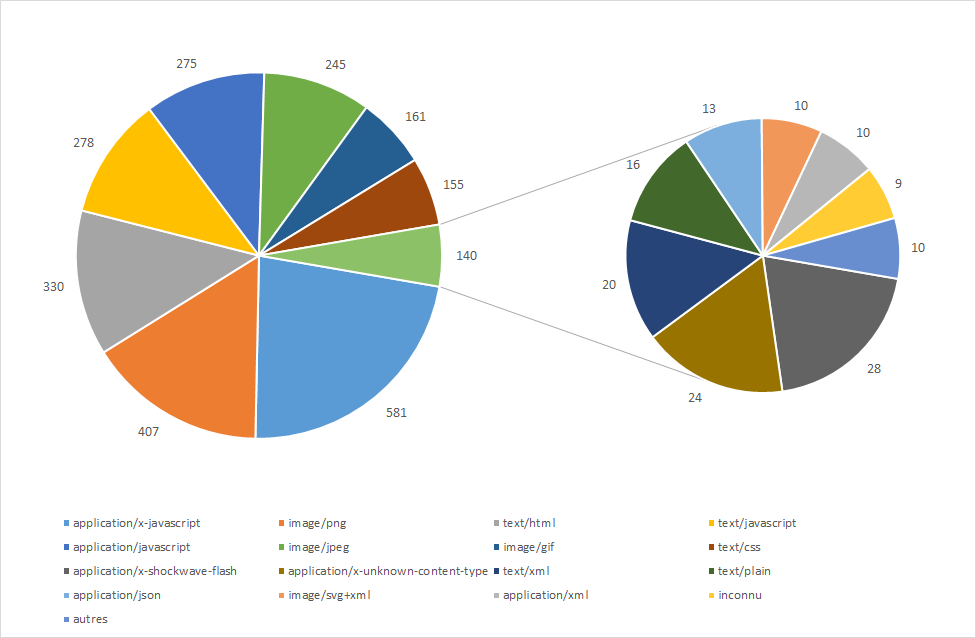 275
245
161
278
155
330
140
407
581
13
10
10
16
9
20
10
24
28
application/x-javascript
image/png
text/html
text/javascript
application/javascript
image/jpeg
image/gif
text/css
application/x-shockwave-flash
application/x-unknown-content-type
text/xml
text/plain
application/json
image/svg+xml
application/xml
inconnu
autres